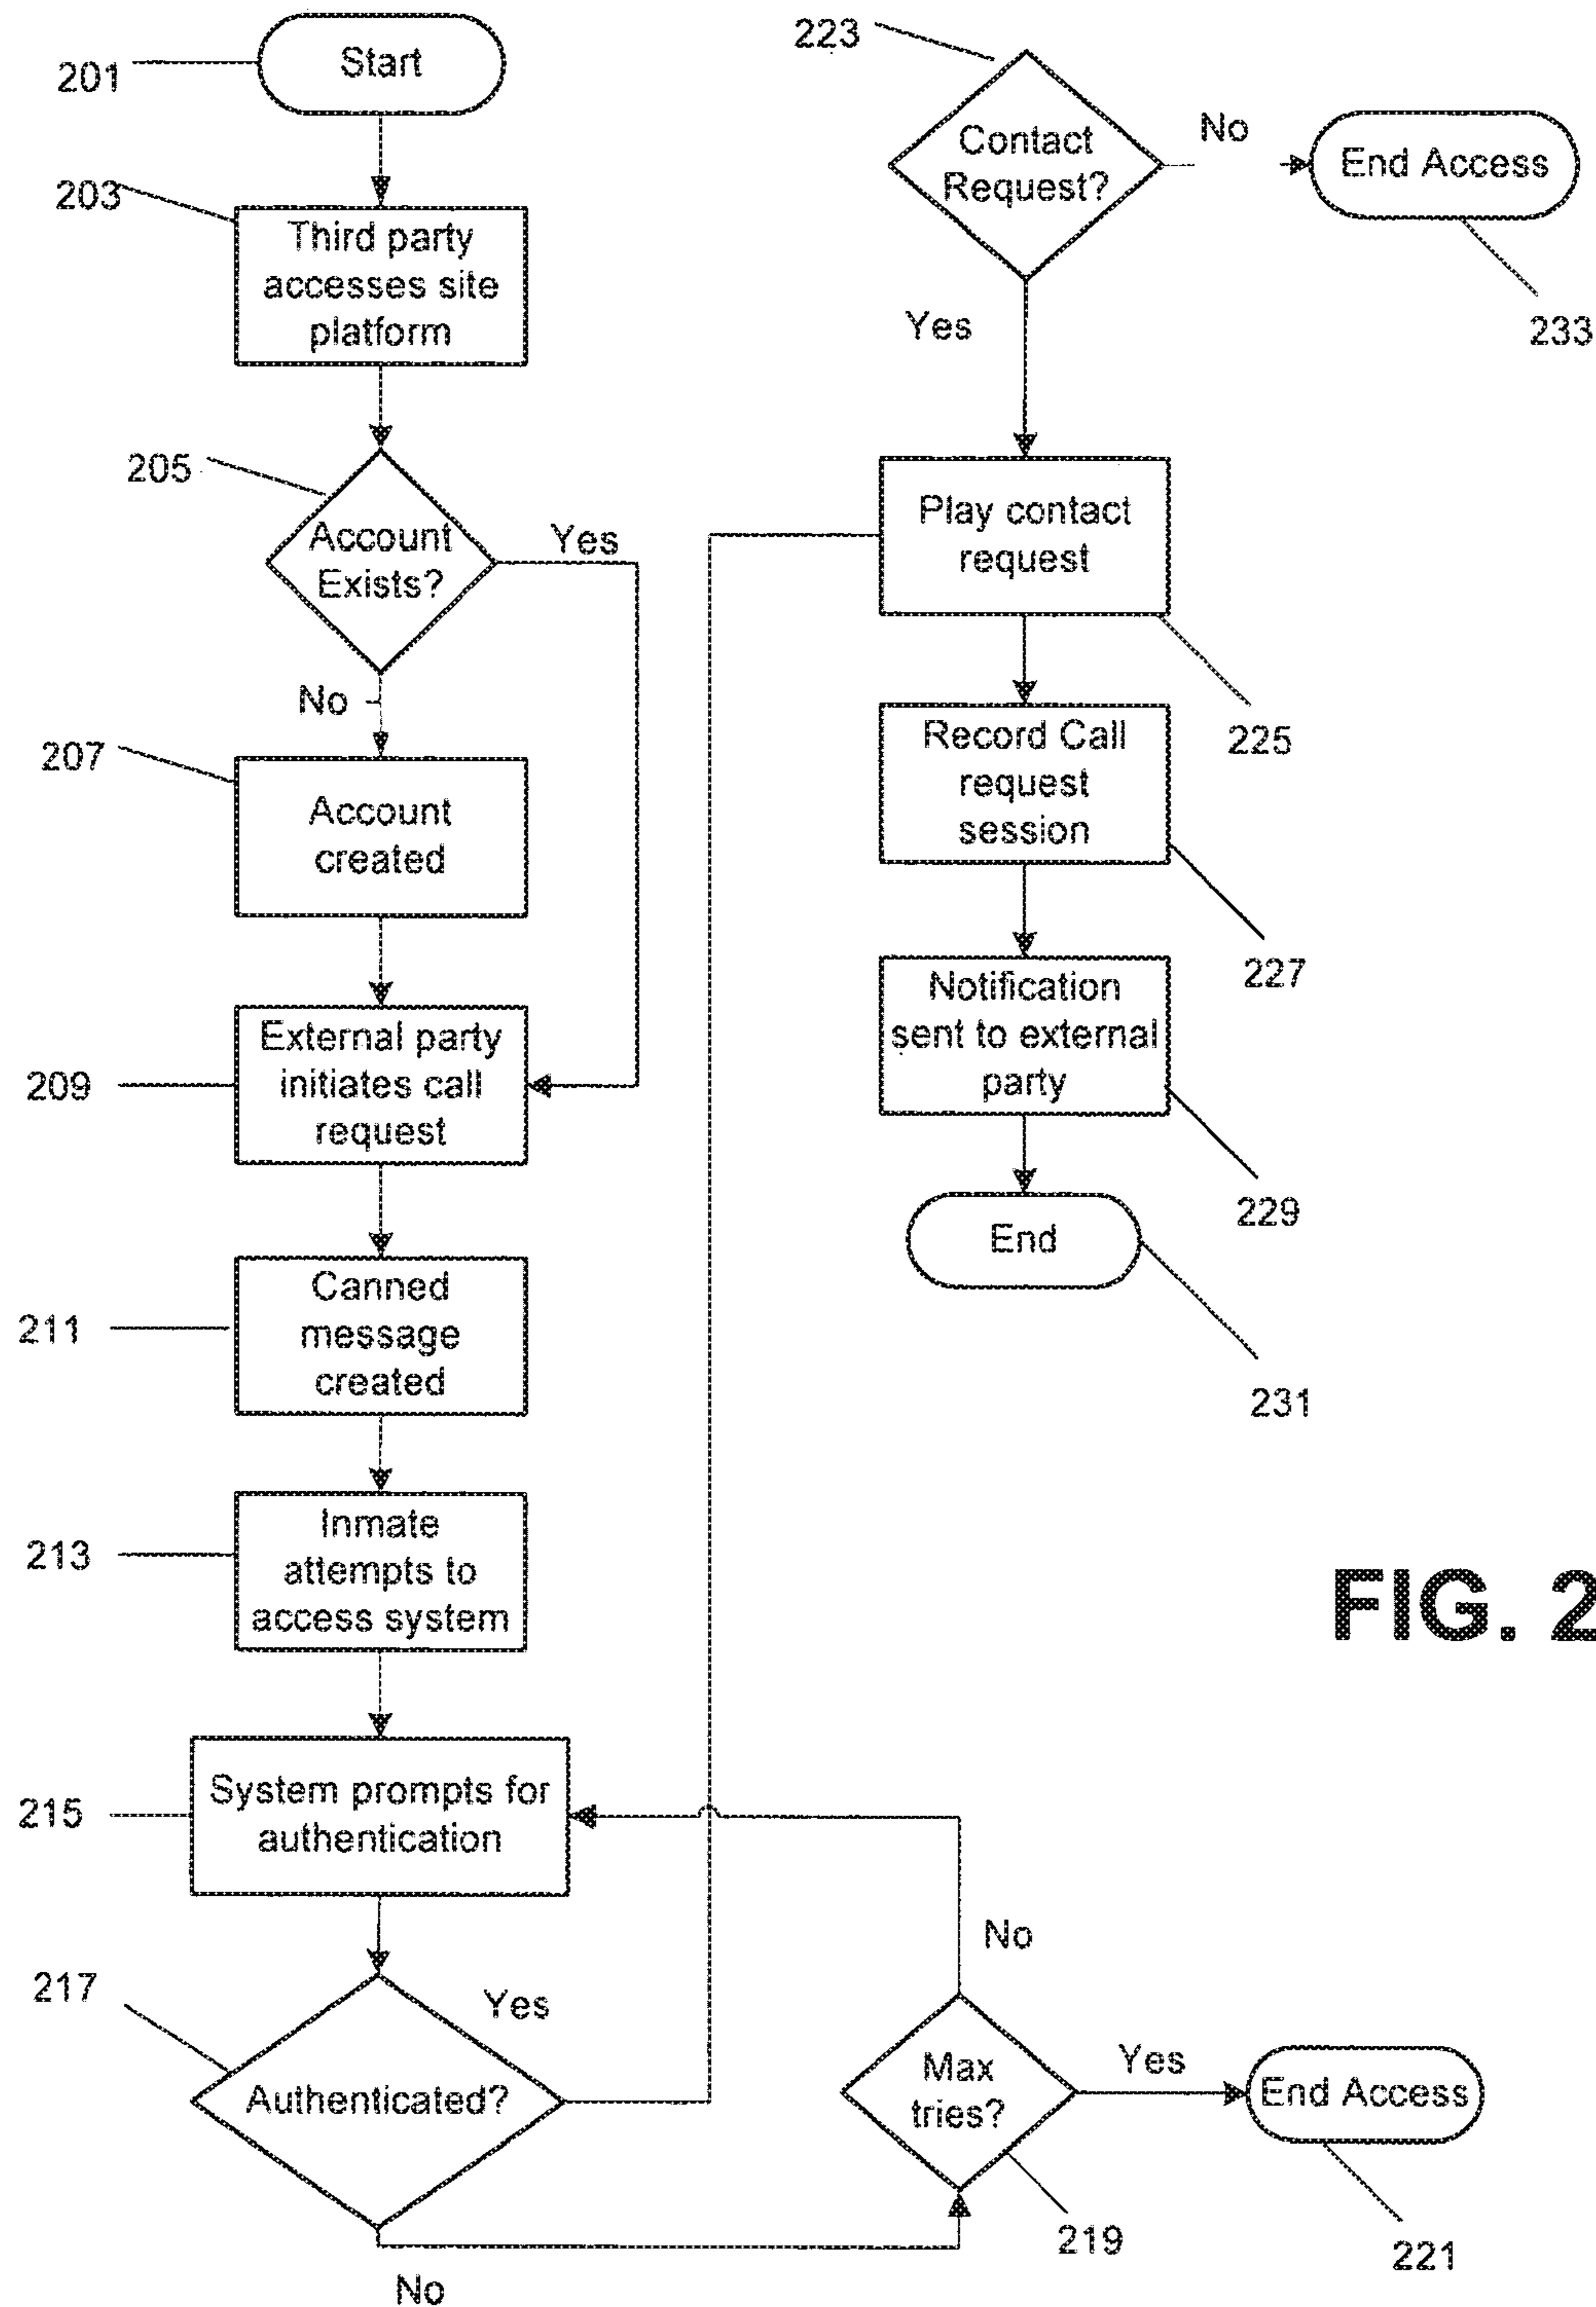 201
Start
203
Third party
accesses site
platform
205
Account
Exists?
Yes
No
207
Account
created
209
External party
initiates call
request
211
Canned
message
created
213
Inmate
attempts to
access system
215
System prompts for
authentication
217
Authenticated?
Yes
No
Max
tries?
No
Yes
219
End Access
221
223
Contact
Request?
No
End Access
233
Yes
Play contact
request
225
Record Call
request
session
227
Notification
sent to external
party
229
End
231
FIG. 2